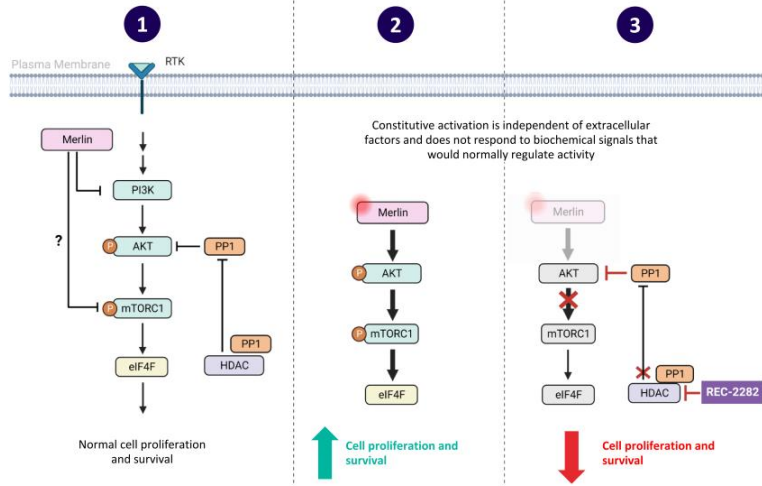 1
2
3
Plasma Membrane
RTK
Merlin
PI3K
?
P
AKT
PP1
P
mTORC1
PP1
eIF4F
HDAC
Normal cell proliferation
and survival
Constitutive activation is independent of extracellular
factors and does not respond to biochemical signals that
would normally regulate activity
Merlin
P
AKT
P
mTORC1
eIF4F
Cell proliferation and
survival
Merlin
AKT
PP1
mTORC1
PP1
eIF4F
HDAC
REC-2282
Cell proliferation and
survival